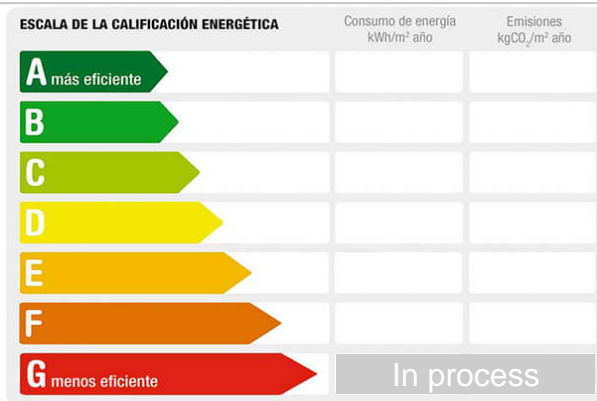 ESCALA DE LA CALIFICACIÓN ENERGÉTICA
Consumo de energía
kWh/m² año
Emisiones
kgCO₂/m² año
A más eficiente
B
C
D
E
F
G menos eficiente
In process